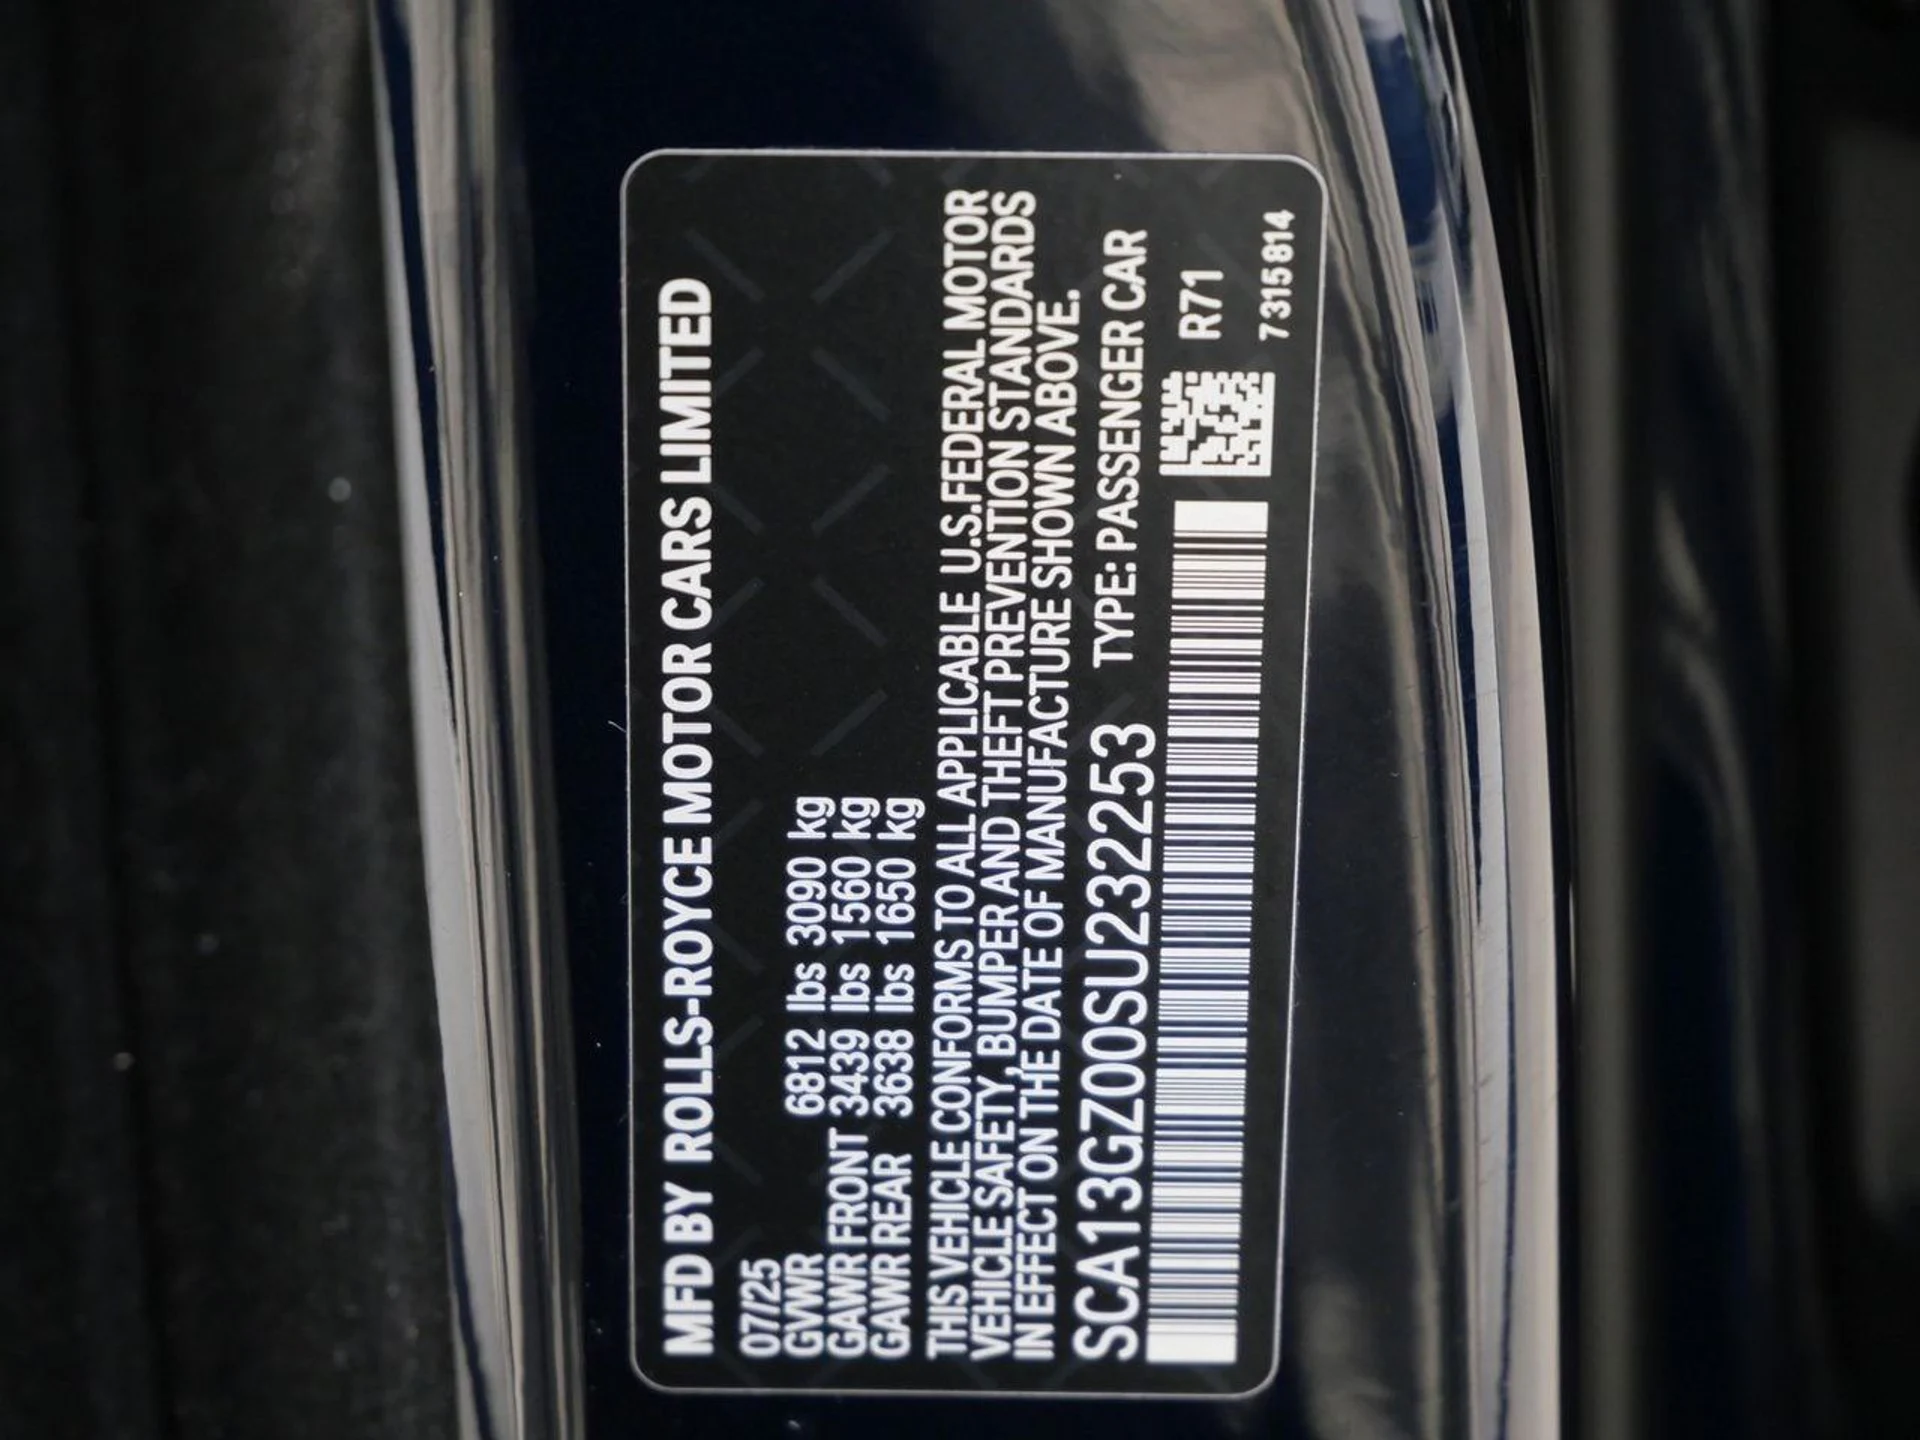 MFD BY ROLLS-ROYCE MOTOR CARS LIMITED
07/25
GVWR 6812 lbs 3090 kg
GAWR FRONT 3439 lbs 1560 kg
GAWR REAR 3638 lbs 1650 kg
THIS VEHICLE CONFORMS TO ALL APPLICABLE U.S.FEDERAL MOTOR
VEHICLE SAFETY, BUMPER AND THEFT PREVENTION STANDARDS
IN EFFECT ON THE DATE OF MANUFACTURE SHOWN ABOVE.
SCA13GZ00SU232253 TYPE: PASSENGER CAR
R71
7315814